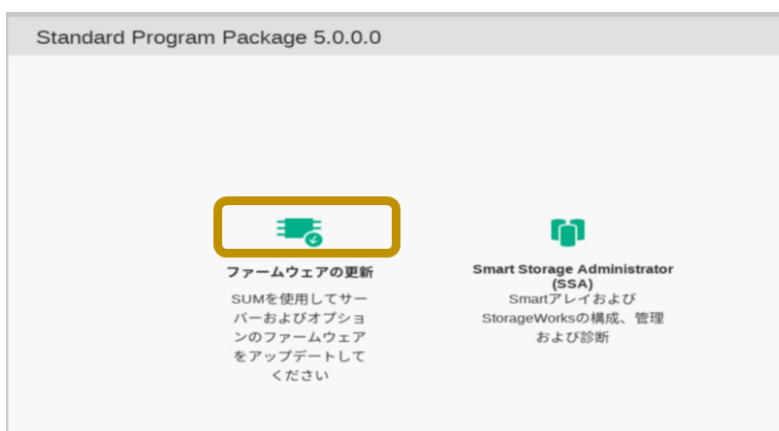 Standard Program Package 5.0.0.0
ファームウェアの更新
SUMを使用してサー
バーおよびオプショ
ンのファームウェア
をアップデートして
ください
Smart Storage Administrator
(SSA)
Smartアレイおよび
StorageWorksの構成、管理
および診断